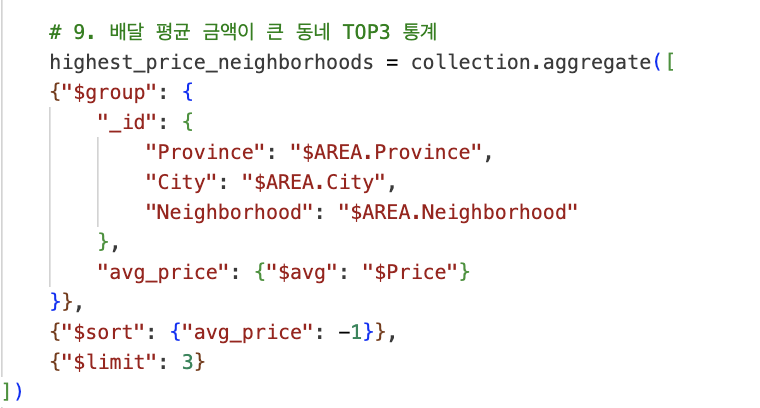 # 9. 배달 평균 금액이 큰 동네 TOP3 통계
highest_price_neighborhoods = collection.aggregate([
{"$group": {
"_id": {
"Province": "$AREA.Province",
"City": "$AREA.City",
"Neighborhood": "$AREA.Neighborhood"
},
"avg_price": {"$avg": "$Price"}
}},
{"$sort": {"avg_price": -1}},
{"$limit": 3}
])